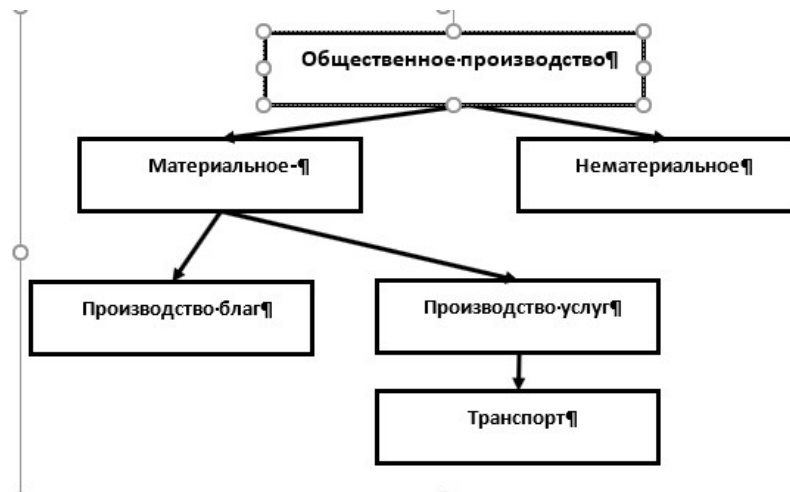 Общественное·производство¶
Материальное-¶
Нематериальное¶
Производство·благ¶
Производство·услуг¶
Транспорт¶